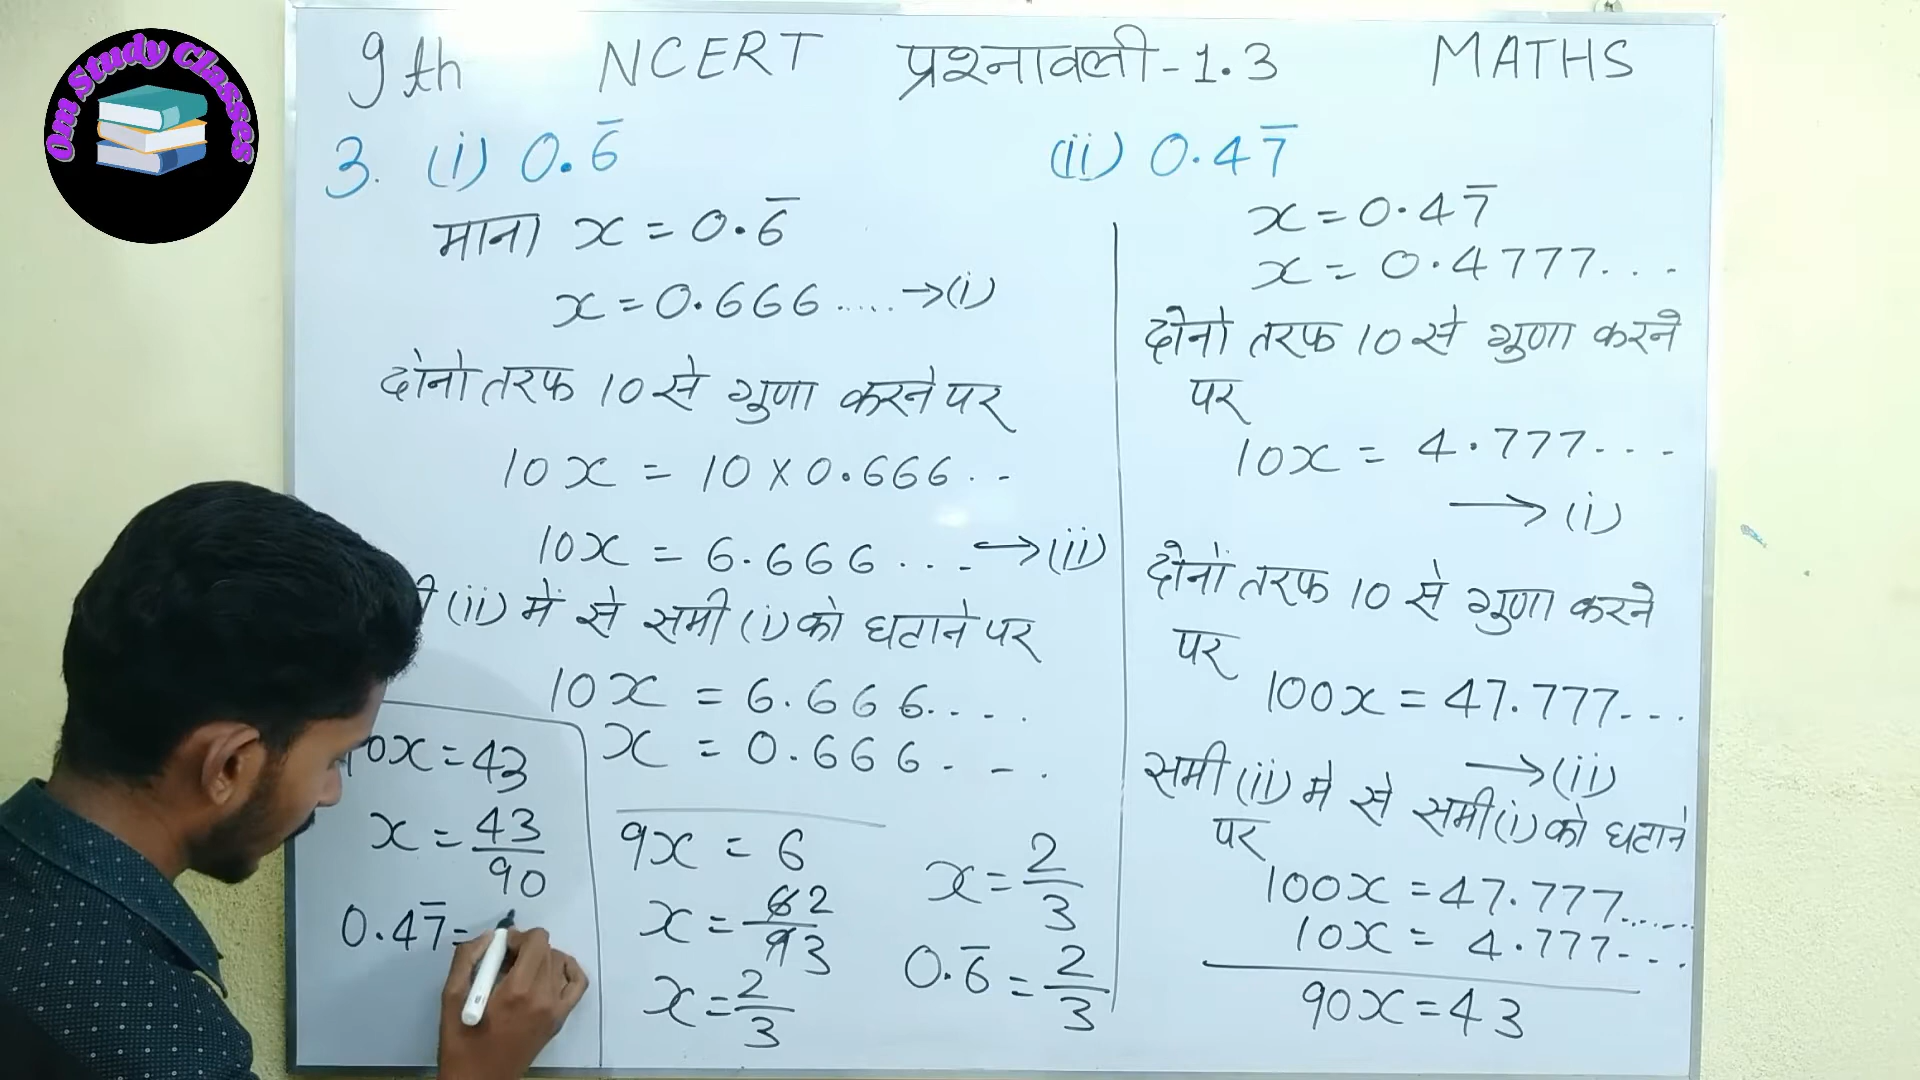 Om Study Classes
9th NCERT प्रश्नावली-1.3 MATHS
3. (i) 0.6̄
माना x = 0.6̄
x = 0.666..... →(i)
दोनो तरफ 10 से गुणा करने पर
10x = 10 × 0.666..-
10x = 6.666... →(ii)
(ii) में से समी (i) को घटाने पर
10x = 6.666....
x = 0.666...
9x = 6
x = 6̸2/9̸3
x = 2/3
x = 2/3
0.6̄ = 2/3
(ii) 0.47̄
x = 0.47̄
x = 0.4777...
दोनो तरफ 10 से गुणा करने
पर
10x = 4.777...
→(i)
दोनों तरफ 10 से गुणा करने
पर
100x = 47.777...
→(ii)
समी (ii) मे से समी (i) को घटाने
पर
100x = 47.777......
10x = 4.777...
90x = 43
0x = 43
x = 43/90
0.47̄ =